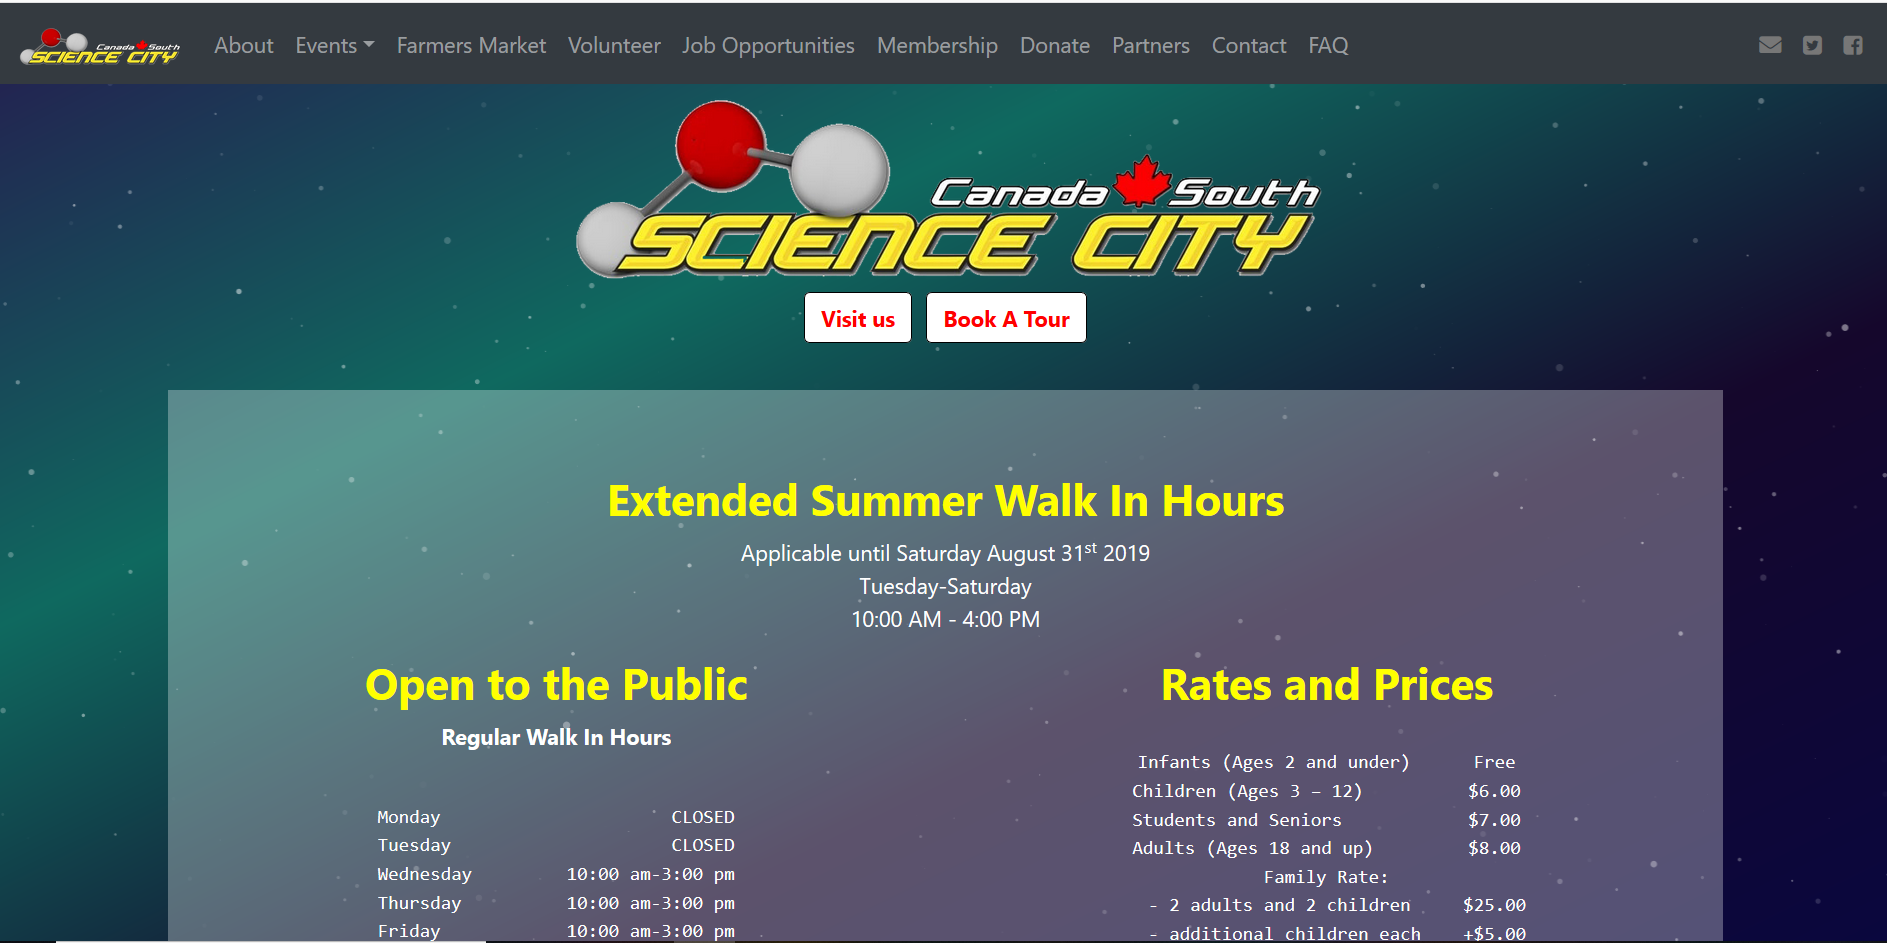 Canada South
SCIENCE CITY
About Events Farmers Market Volunteer Job Opportunities Membership Donate Partners Contact FAQ
Canada South
SCIENCE CITY
Visit us Book A Tour
Extended Summer Walk In Hours
Applicable until Saturday August 31st 2019
Tuesday-Saturday
10:00 AM - 4:00 PM
Open to the Public
Regular Walk In Hours
Monday CLOSED
Tuesday CLOSED
Wednesday 10:00 am-3:00 pm
Thursday 10:00 am-3:00 pm
Friday 10:00 am-3:00 pm
Rates and Prices
Infants (Ages 2 and under) Free
Children (Ages 3 – 12) $6.00
Students and Seniors $7.00
Adults (Ages 18 and up) $8.00
Family Rate:
- 2 adults and 2 children $25.00
- additional children each +$5.00